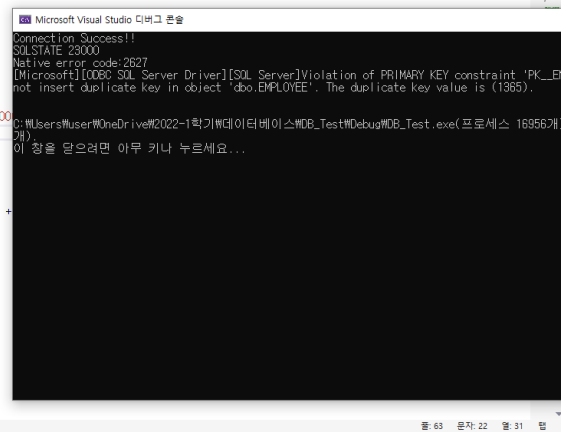 Microsoft Visual Studio 디버그 콘솔
Connection Success!!
SQLSTATE 23000
Native error code:2627
[Microsoft][ODBC SQL Server Driver][SQL Server]Violation of PRIMARY KEY constraint 'PK__EM
not insert duplicate key in object 'dbo.EMPLOYEE'. The duplicate key value is (1365).
C:₩Users₩user₩OneDrive₩2022-1학기₩데이터베이스₩DB_Test₩Debug₩DB_Test.exe(프로세스 16956개)
개).
이 창을 닫으려면 아무 키나 누르세요...
줄: 63 문자: 22 열: 31 탭